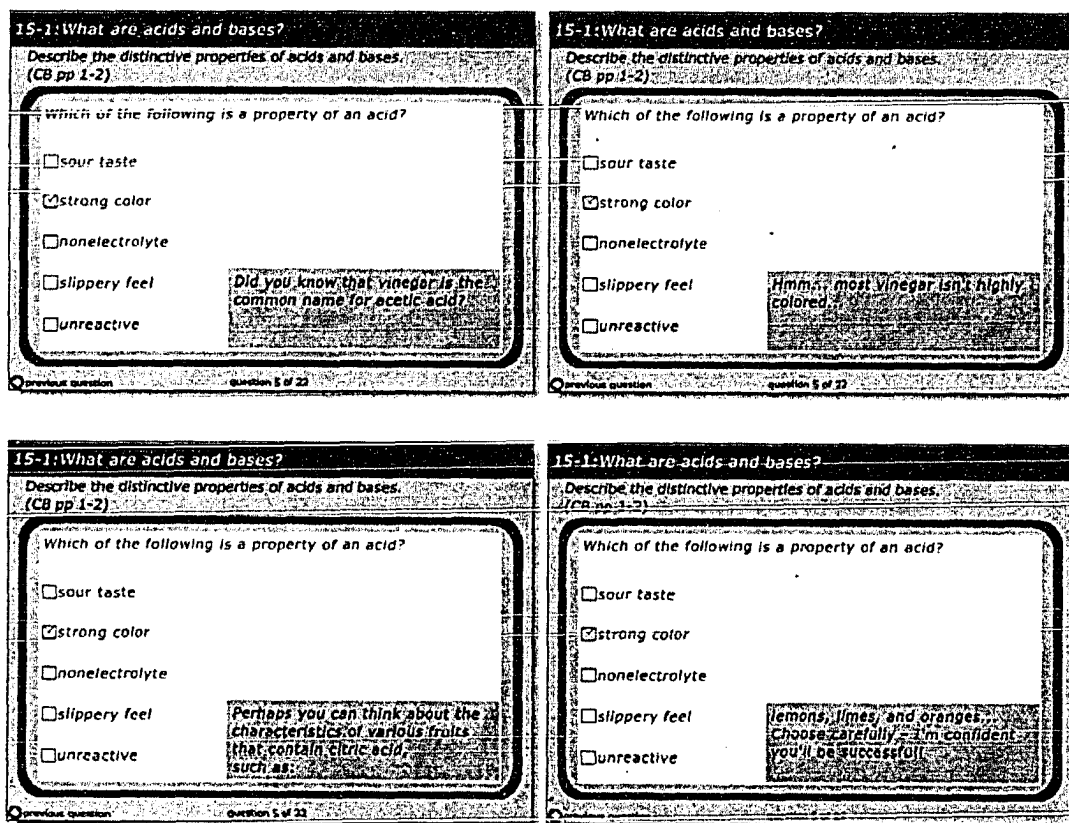 15-1:What are acids and bases?
Describe the distinctive properties of acids and bases.
(CB pp 1-2)
Which of the following is a property of an acid?
sour taste
strong color
nonelectrolyte
slippery feel
unreactive
Did you know that vinegar is the
common name for acetic acid?
previous question
question 5 of 22
15-1:What are acids and bases?
Describe the distinctive properties of acids and bases.
(CB pp 1-2)
Which of the following is a property of an acid?
sour taste
strong color
nonelectrolyte
slippery feel
unreactive
Hmm... most vinegar isn't highly
colored.
previous question
question 5 of 22
15-1:What are acids and bases?
Describe the distinctive properties of acids and bases.
(CB pp 1-2)
Which of the following is a property of an acid?
sour taste
strong color
nonelectrolyte
slippery feel
unreactive
Perhaps you can think about the
characteristics of various fruits
that contain citric acid,
such as:
previous question
question 5 of 22
15-1:What are acids and bases?
Describe the distinctive properties of acids and bases.
(CB pp 1-2)
Which of the following is a property of an acid?
sour taste
strong color
nonelectrolyte
slippery feel
unreactive
lemons, limes, and oranges...
Choose carefully - I'm confident
you'll be successful!